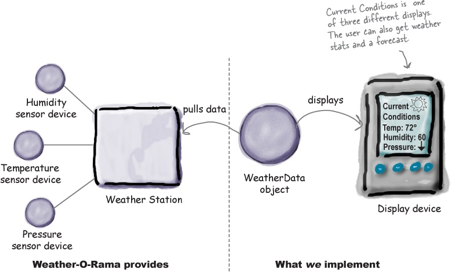 Current Conditions is one
of three different displays.
The user can also get weather
stats and a forecast.
Humidity
sensor device
Temperature
sensor device
Pressure
sensor device
Weather Station
pulls data
WeatherData
object
displays
Current
Conditions
Temp: 72°
Humidity: 60
Pressure:
Display device
Weather-O-Rama provides
What we implement